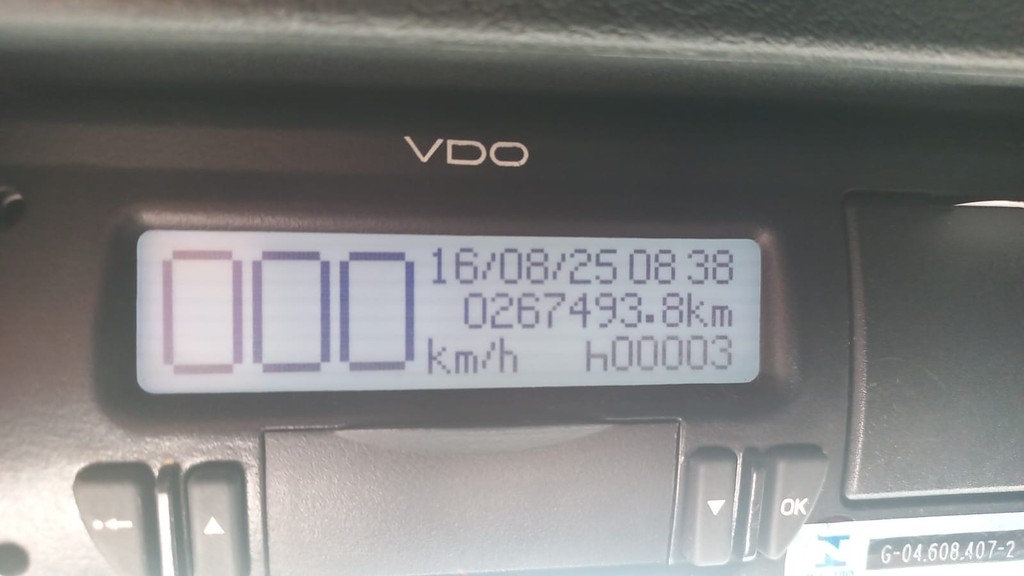 VDO
000 16/08/25 08 38
0267493.8km
km/h h00003
OK
G-04.608.407-2